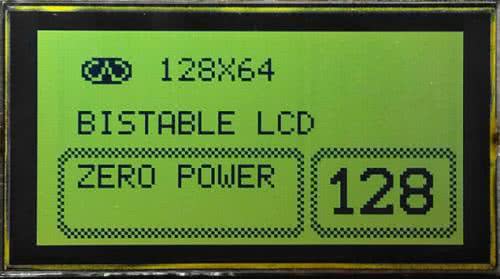 128X64
BISTABLE LCD
ZERO POWER
128